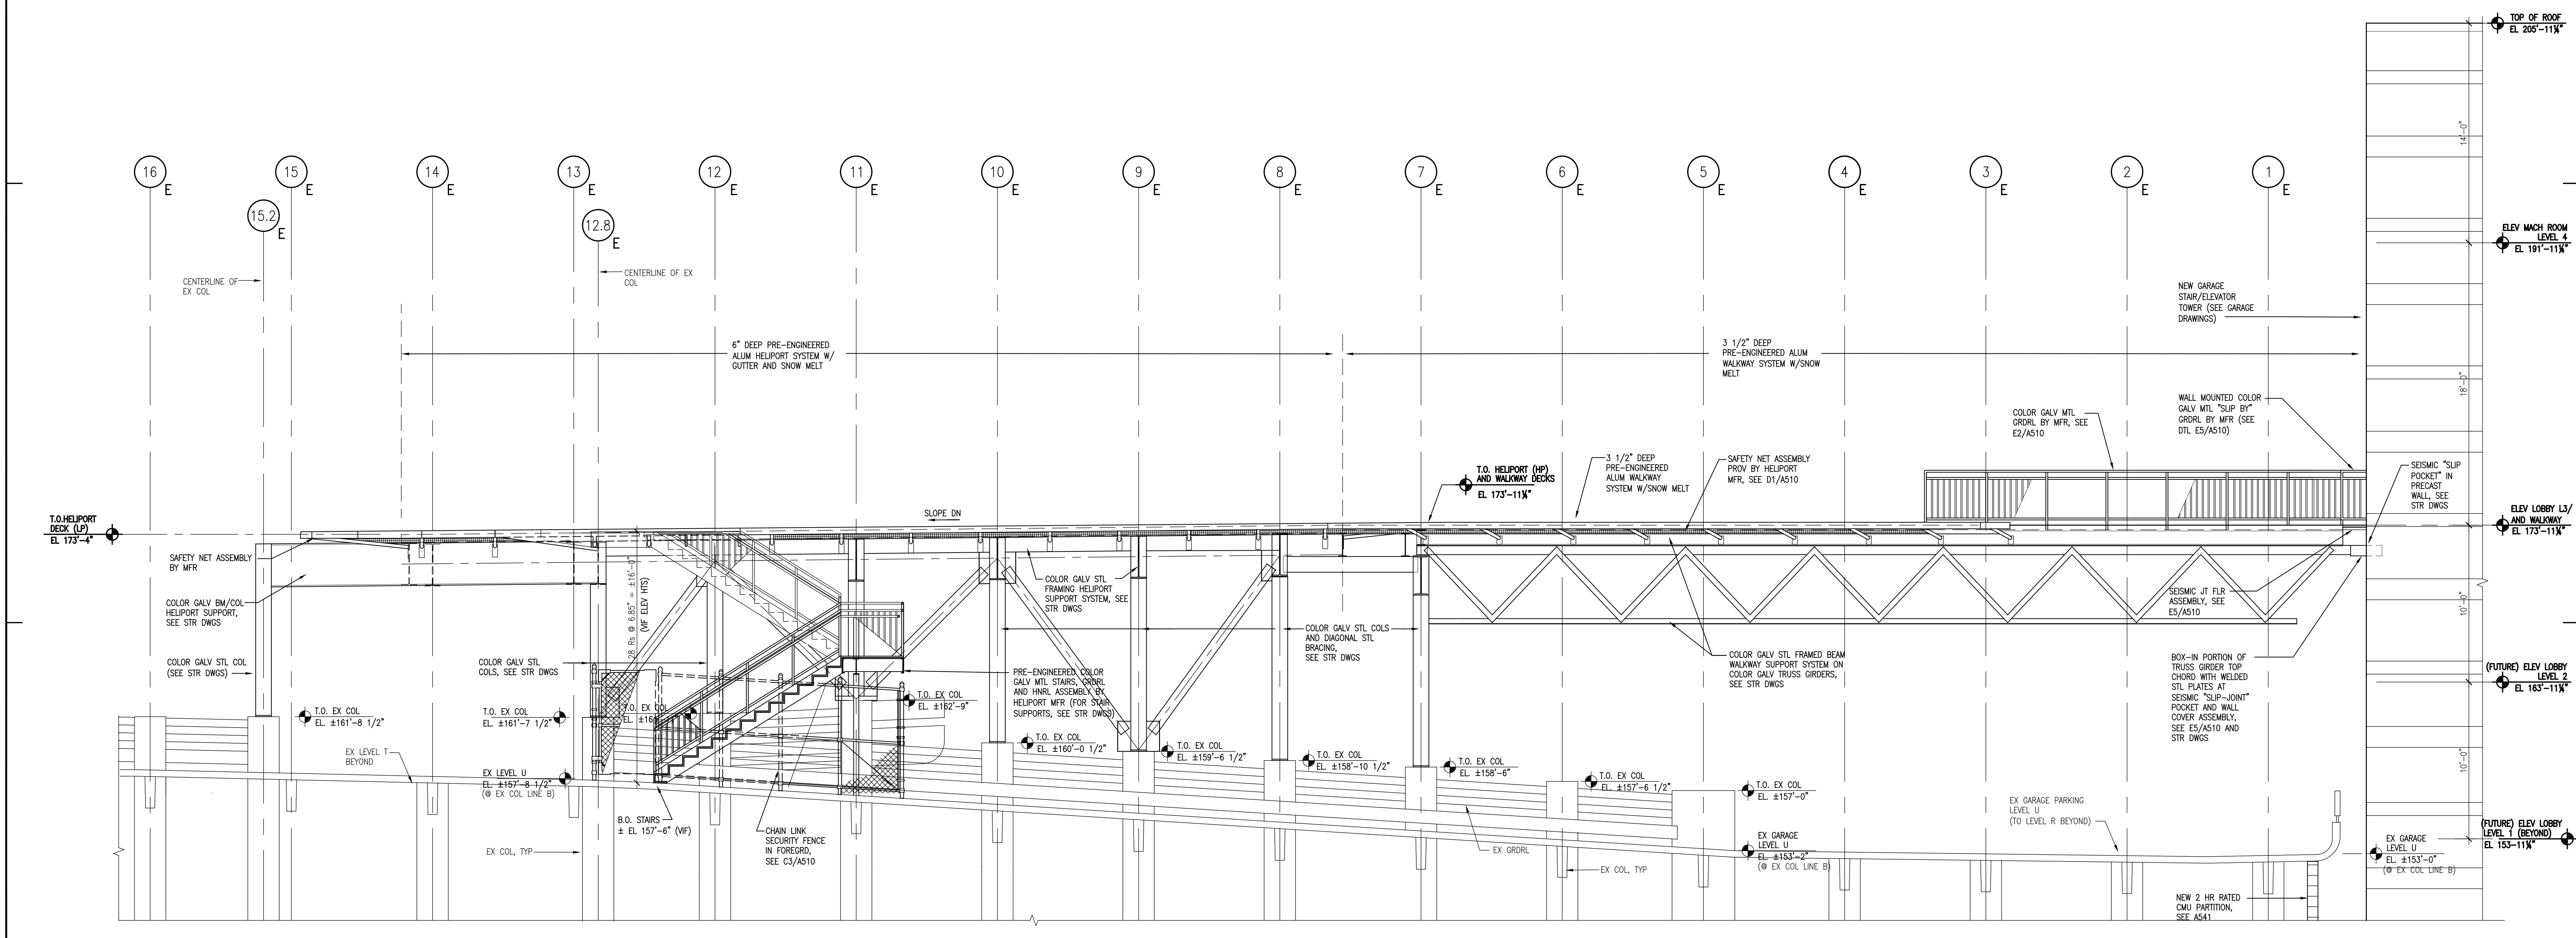 TOP OF ROOF
EL 205'-11¼"
14'-0"
16
E
15
E
14
E
13
E
12
E
11
E
10
E
9
E
8
E
7
E
6
E
5
E
4
E
3
E
2
E
1
E
15.2
E
12.8
E
ELEV MACH ROOM
LEVEL 4
EL 191'-11¼"
CENTERLINE OF
EX COL
CENTERLINE OF EX
COL
NEW GARAGE
STAIR/ELEVATOR
TOWER (SEE GARAGE
DRAWINGS)
6" DEEP PRE-ENGINEERED
ALUM HELIPORT SYSTEM W/
GUTTER AND SNOW MELT
3 1/2" DEEP
PRE-ENGINEERED ALUM
WALKWAY SYSTEM W/SNOW
MELT
18'-0"
COLOR GALV MTL
GRDRL BY MFR, SEE
E2/A510
WALL MOUNTED COLOR
GALV MTL "SLIP BY"
GRDRL BY MFR (SEE
DTL E5/A510)
T.O. HELIPORT (HP)
AND WALKWAY DECKS
EL 173'-11¼"
3 1/2" DEEP
PRE-ENGINEERED
ALUM WALKWAY
SYSTEM W/SNOW MELT
SAFETY NET ASSEMBLY
PROV BY HELIPORT
MFR, SEE D1/A510
SEISMIC "SLIP
POCKET" IN
PRECAST
WALL, SEE
STR DWGS
T.O.HELIPORT
DECK (LP)
EL 173'-4"
SLOPE DN
ELEV LOBBY L3/
AND WALKWAY
EL 173'-11¼"
SAFETY NET ASSEMBLY
BY MFR
COLOR GALV BM/COL
HELIPORT SUPPORT,
SEE STR DWGS
28 Rs @ 6.85" = ±16'-0"
(VIF ELEV HTS)
COLOR GALV STL
FRAMING HELIPORT
SUPPORT SYSTEM, SEE
STR DWGS
SEISMIC JT FLR
ASSEMBLY, SEE
E5/A510
10'-0"
COLOR GALV STL COLS
AND DIAGONAL STL
BRACING,
SEE STR DWGS
COLOR GALV STL COL
(SEE STR DWGS)
COLOR GALV STL
COLS, SEE STR DWGS
PRE-ENGINEERED COLOR
GALV MTL STAIRS, GRDRL
AND HNRL ASSEMBLY BY
HELIPORT MFR (FOR STAIR
SUPPORTS, SEE STR DWGS)
COLOR GALV STL FRAMED BEAM
WALKWAY SUPPORT SYSTEM ON
COLOR GALV TRUSS GIRDERS,
SEE STR DWGS
BOX-IN PORTION OF
TRUSS GIRDER TOP
CHORD WITH WELDED
STL PLATES AT
SEISMIC "SLIP-JOINT"
POCKET AND WALL
COVER ASSEMBLY,
SEE E5/A510 AND
STR DWGS
(FUTURE) ELEV LOBBY
LEVEL 2
EL 163'-11¼"
T.O. EX COL
EL. ±161'-8 1/2"
T.O. EX COL
EL. ±161'-7 1/2"
T.O. EX COL
T.O. EX COL
EL. ±162'-9"
T.O. EX COL
EL. ±160'-0 1/2"
T.O. EX COL
EL. ±159'-6 1/2"
T.O. EX COL
EL. ±158'-10 1/2"
T.O. EX COL
EL. ±158'-6"
T.O. EX COL
EL. ±157'-6 1/2"
T.O. EX COL
EL. ±157'-0"
10'-0"
EX LEVEL T
BEYOND
EX LEVEL U
EL. ±157'-8 1/2"
(@ EX COL LINE B)
B.O. STAIRS
± EL 157'-6" (VIF)
CHAIN LINK
SECURITY FENCE
IN FOREGRD,
SEE C3/A510
EX COL, TYP
EX GRDRL
EX COL, TYP
EX GARAGE
LEVEL U
EL. ±153'-2"
(@ EX COL LINE B)
EX GARAGE PARKING
LEVEL U
(TO LEVEL R BEYOND)
(FUTURE) ELEV LOBBY
LEVEL 1 (BEYOND)
EL 153-11¼"
EX GARAGE
LEVEL U
EL. ±153'-0"
(@ EX COL LINE B)
NEW 2 HR RATED
CMU PARTITION,
SEE A541